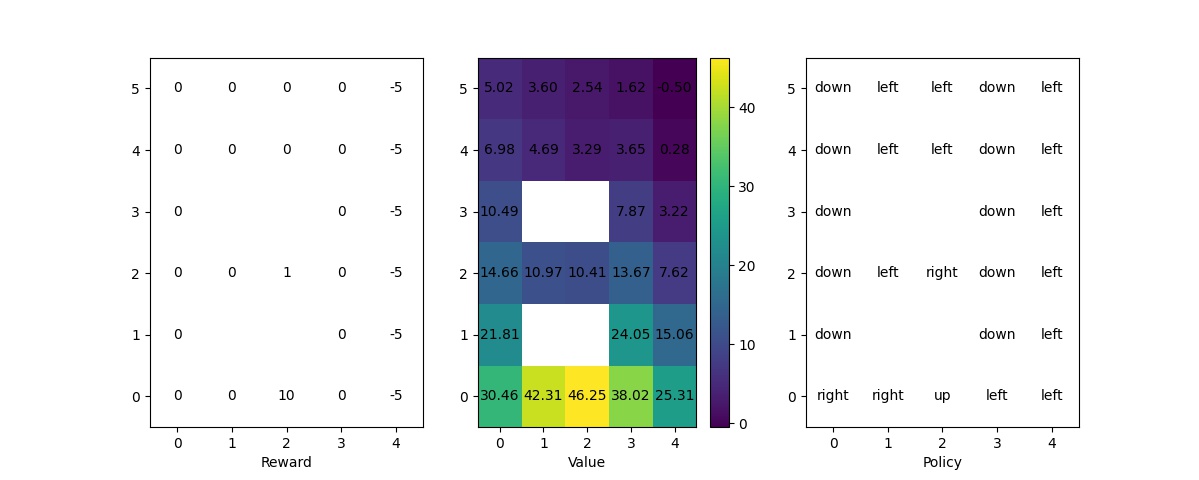 5 0 0 0 0 -5 5 5.02 3.60 2.54 1.62 -0.50 5 down left left down left
40
4 0 0 0 0 -5 4 6.98 4.69 3.29 3.65 0.28 4 down left left down left
30
3 0 0 -5 3 10.49 7.87 3.22 3 down down left
20
2 0 0 1 0 -5 2 14.66 10.97 10.41 13.67 7.62 2 down left right down left
1 0 0 -5 1 21.81 24.05 15.06 1 down down left
10
0 0 0 10 0 -5 0 30.46 42.31 46.25 38.02 25.31 0 right right up left left
0
0 1 2 3 4 0 1 2 3 4 0 1 2 3 4
Reward Value Policy